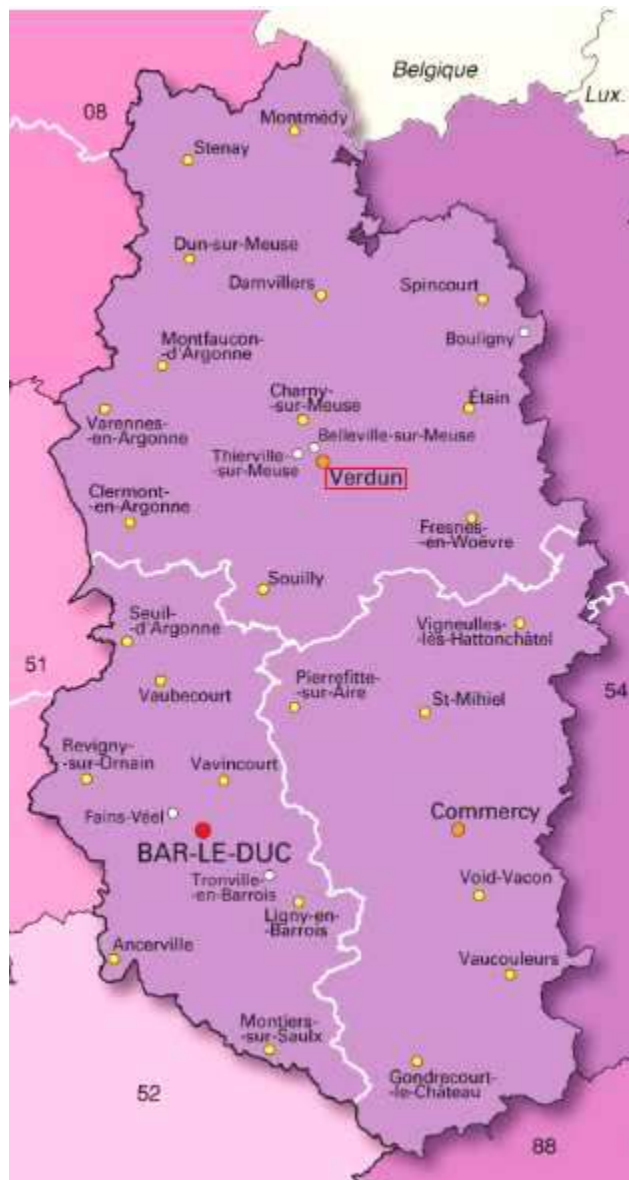 Belgique
Lux.
08
Montmédy
Stenay
Dun-sur-Meuse
Damvillers
Spincourt
Bouligny
Montfaucon-
-d'Argonne
Charny-
-sur-Meuse
Étain
Varennes-
-en-Argonne
Belleville-sur-Meuse
Thierville-
-sur-Meuse
Verdun
Clermont-
-en-Argonne
Fresnes-
-en-Woëvre
Souilly
Seuil-
-d'Argonne
Vigneulles-
-lès-Hattonchâtel
51
Vaubecourt
Pierrefitte-
-sur-Aire
St-Mihiel
54
Revigny-
-sur-Ornain
Vavincourt
Fains-Véel
Commercy
BAR-LE-DUC
Tronville-
-en-Barrois
Void-Vacon
Ligny-en-
-Barrois
Ancerville
Vaucouleurs
Montiers-
-sur-Saulx
Gondrecourt-
-le-Château
52
88